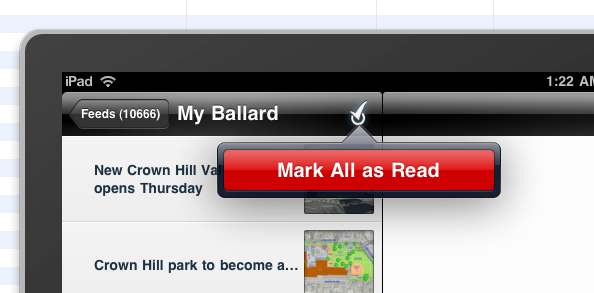 iPad
1:22 AM
Feeds (10666)
My Ballard
Mark All as Read
New Crown Hill Va
opens Thursday
Crown Hill park to become a...